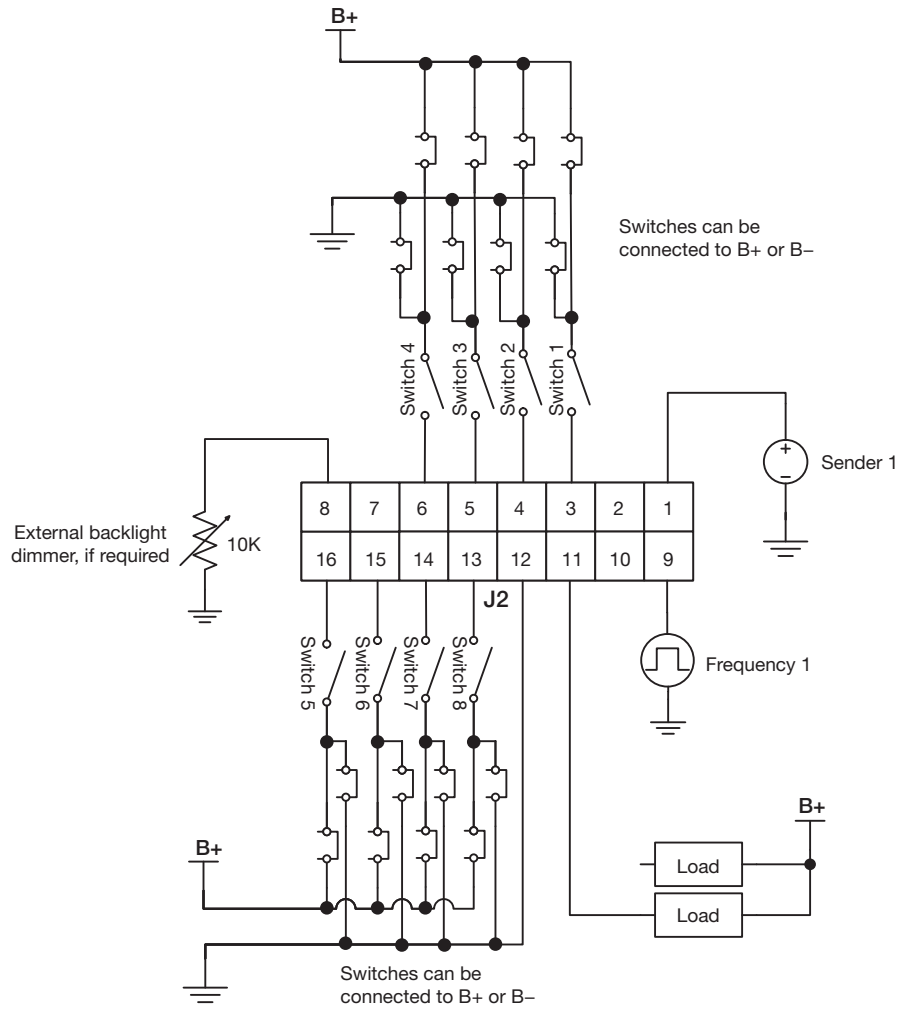 B+
Switches can be
connected to B+ or B–
Switch 4
Switch 3
Switch 2
Switch 1
Sender 1
External backlight
dimmer, if required
10K
8 7 6 5 4 3 2 1
16 15 14 13 12 11 10 9
J2
Switch 5
Switch 6
Switch 7
Switch 8
Frequency 1
B+
B+
Load
Load
Switches can be
connected to B+ or B–